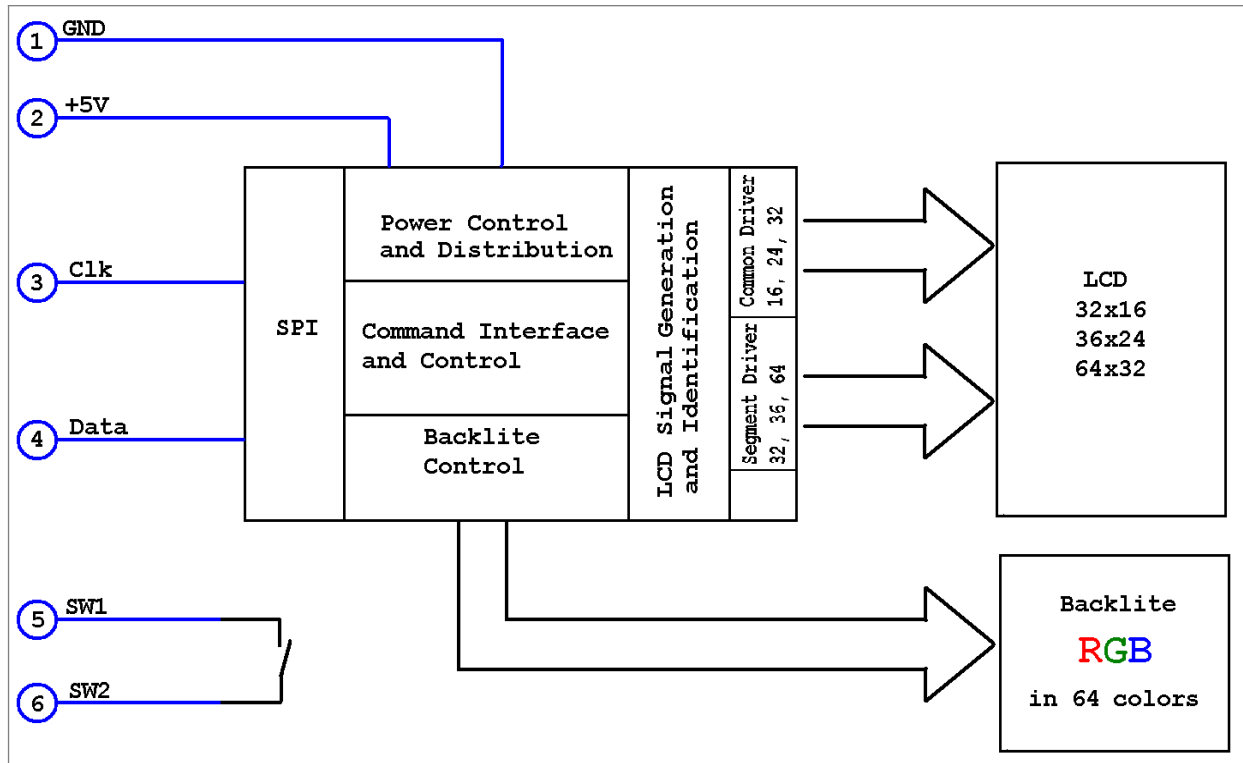 1 GND
2 +5V
3 Clk
4 Data
5 SW1
6 SW2
SPI
Power Control
and Distribution
Command Interface
and Control
Backlite
Control
LCD Signal Generation
and Identification
Common Driver
16, 24, 32
Segment Driver
32, 36, 64
LCD
32x16
36x24
64x32
Backlite
RGB
in 64 colors